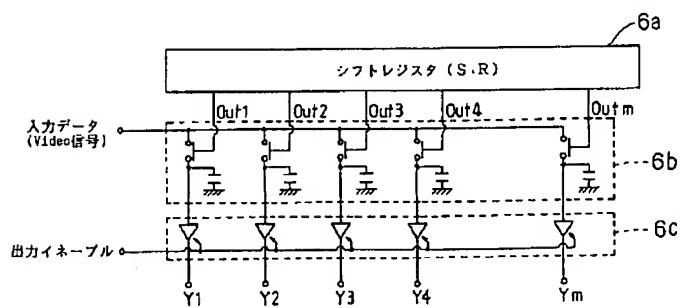 6a
シフトレジスタ (S.R)
Out1 Out2 Out3 Out4 Outm
入力データ
(Video信号)
6b
6c
出力イネーブル
Y1 Y2 Y3 Y4 Ym